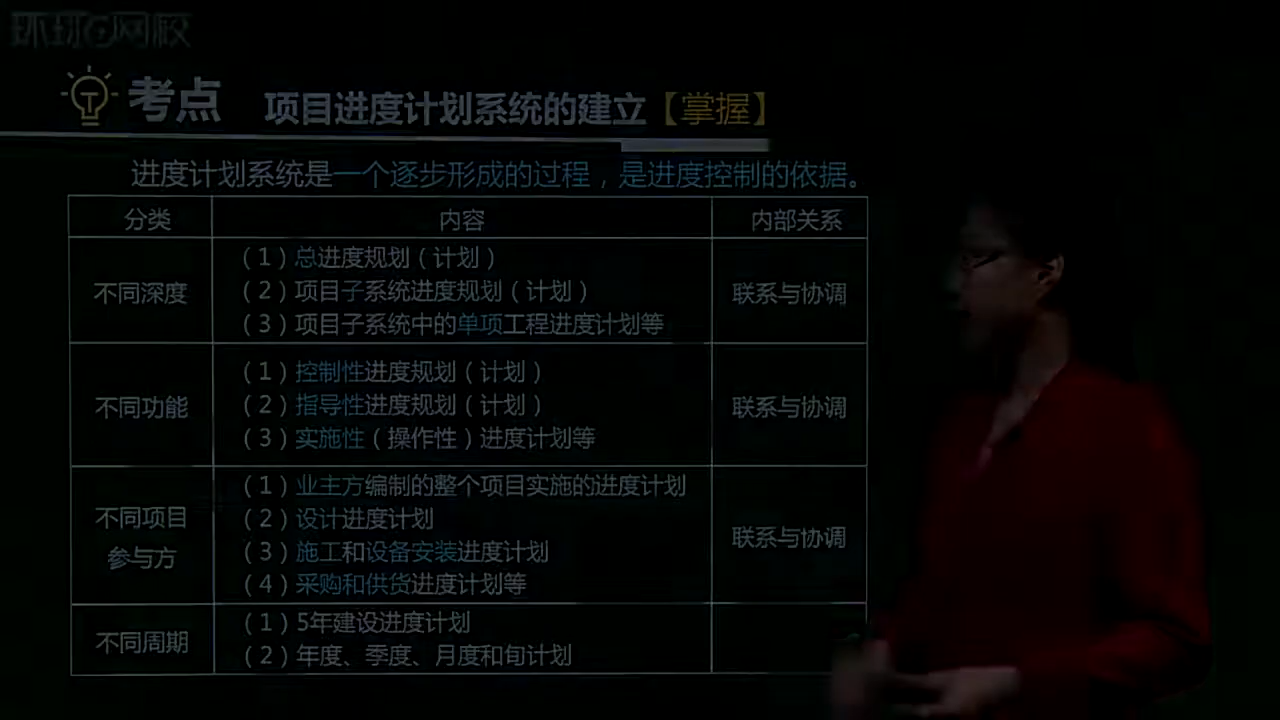 环球网校
考点 项目进度计划系统的建立【掌握】
进度计划系统是一个逐步形成的过程，是进度控制的依据。
分类 内容 内部关系
不同深度
（1）总进度规划（计划）
（2）项目子系统进度规划（计划）
（3）项目子系统中的单项工程进度计划等
联系与协调
不同功能
（1）控制性进度规划（计划）
（2）指导性进度规划（计划）
（3）实施性（操作性）进度计划等
联系与协调
不同项目
参与方
（1）业主方编制的整个项目实施的进度计划
（2）设计进度计划
（3）施工和设备安装进度计划
（4）采购和供货进度计划等
联系与协调
不同周期
（1）5年建设进度计划
（2）年度、季度、月度和旬计划